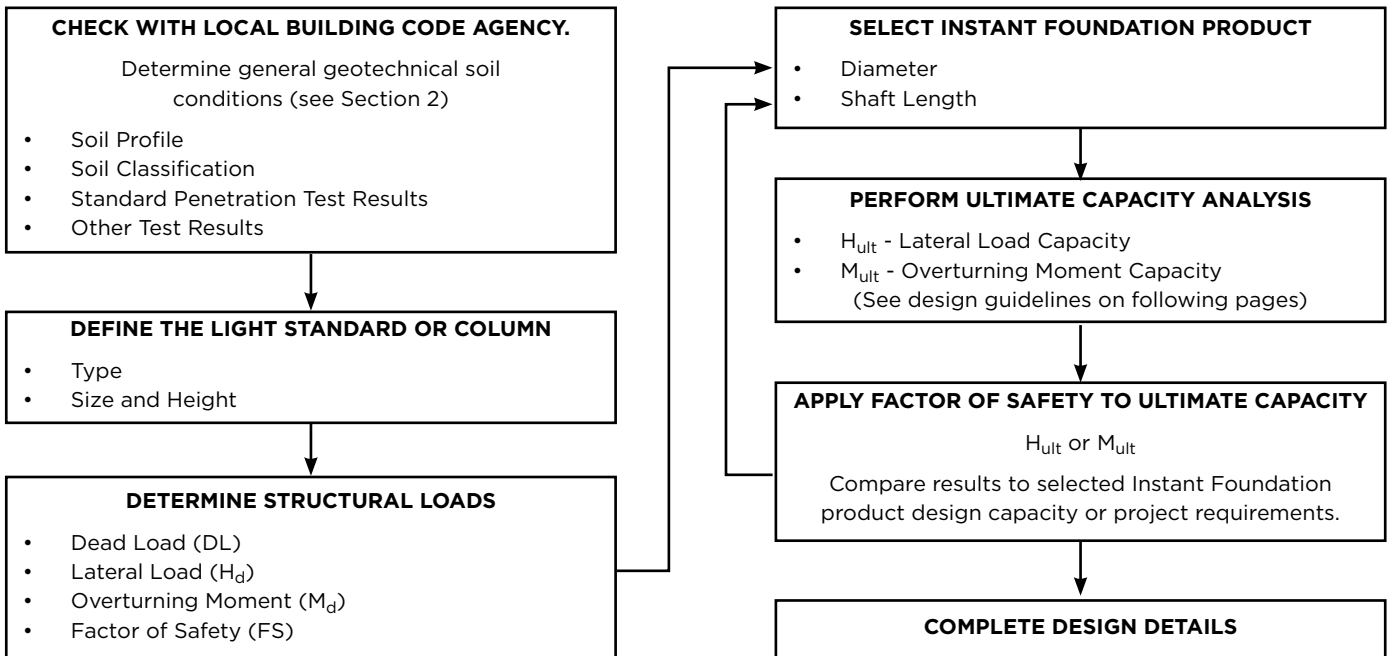 CHECK WITH LOCAL BUILDING CODE AGENCY.
Determine general geotechnical soil
conditions (see Section 2)
• Soil Profile
• Soil Classification
• Standard Penetration Test Results
• Other Test Results
DEFINE THE LIGHT STANDARD OR COLUMN
• Type
• Size and Height
DETERMINE STRUCTURAL LOADS
• Dead Load (DL)
• Lateral Load (Hd)
• Overturning Moment (Md)
• Factor of Safety (FS)
SELECT INSTANT FOUNDATION PRODUCT
• Diameter
• Shaft Length
PERFORM ULTIMATE CAPACITY ANALYSIS
• Hult - Lateral Load Capacity
• Mult - Overturning Moment Capacity
(See design guidelines on following pages)
APPLY FACTOR OF SAFETY TO ULTIMATE CAPACITY
Hult or Mult
Compare results to selected Instant Foundation
product design capacity or project requirements.
COMPLETE DESIGN DETAILS